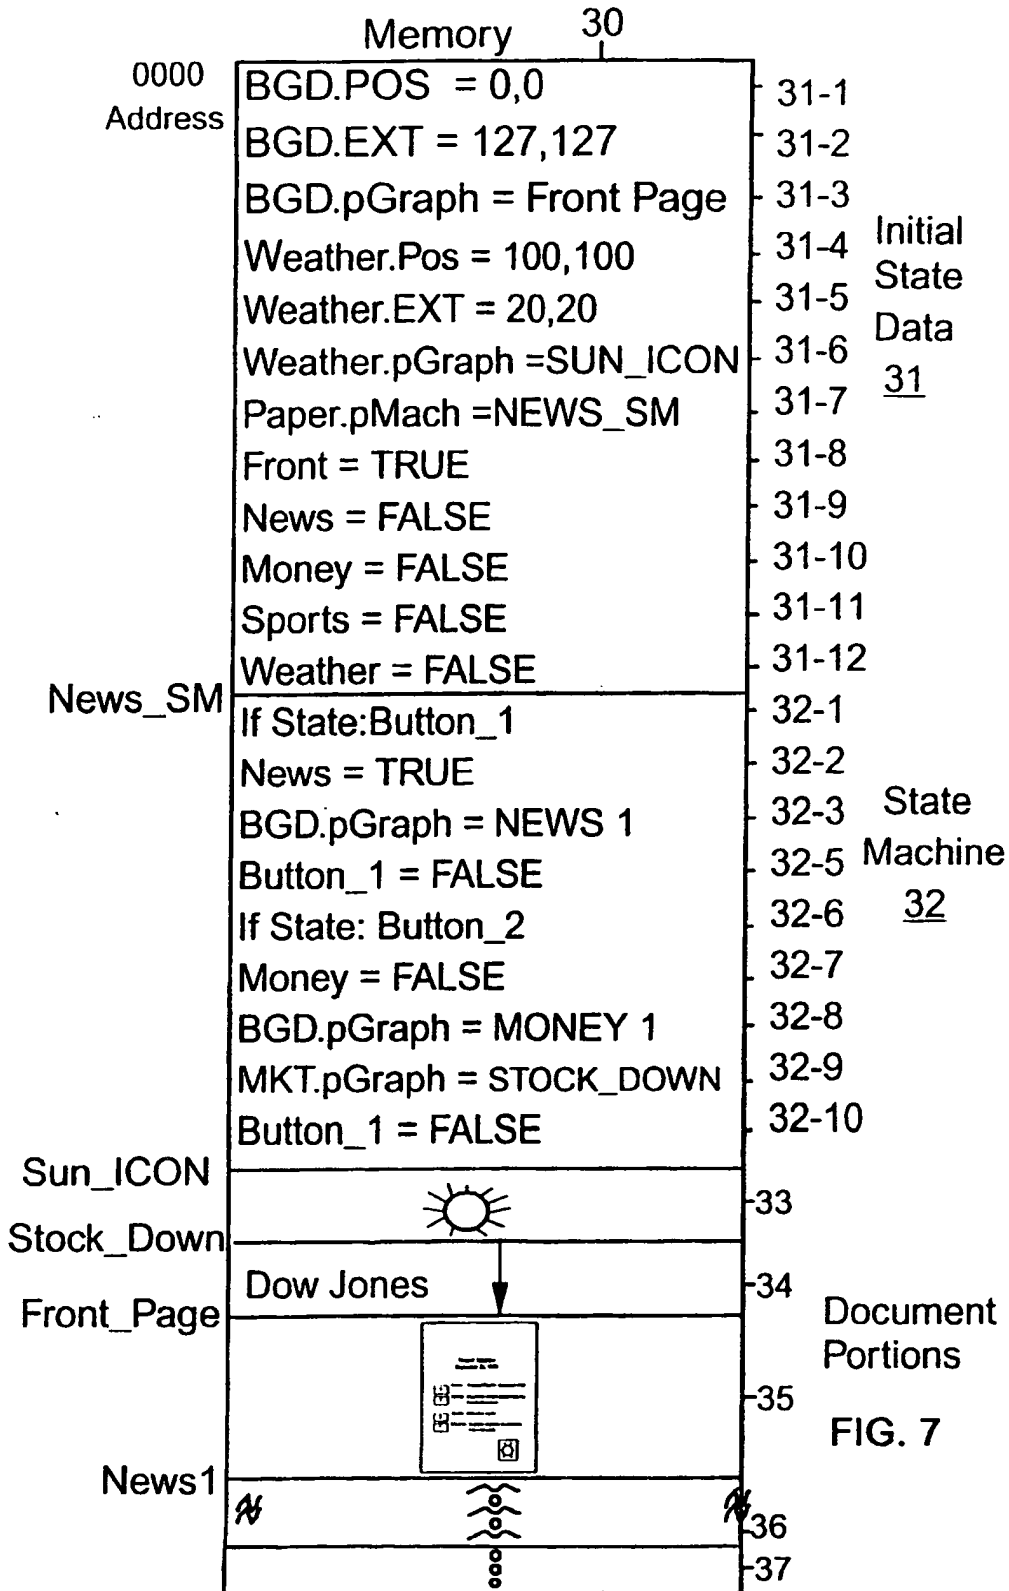 Memory 30
0000
Address
BGD.POS = 0,0 31-1
BGD.EXT = 127,127 31-2
BGD.pGraph = Front Page 31-3
Weather.Pos = 100,100 31-4
Weather.EXT = 20,20 31-5
Weather.pGraph =SUN_ICON 31-6
Paper.pMach =NEWS_SM 31-7
Front = TRUE 31-8
News = FALSE 31-9
Money = FALSE 31-10
Sports = FALSE 31-11
Weather = FALSE 31-12
Initial
State
Data
31
News_SM
If State:Button_1 32-1
News = TRUE 32-2
BGD.pGraph = NEWS 1 32-3
Button_1 = FALSE 32-5
If State: Button_2 32-6
Money = FALSE 32-7
BGD.pGraph = MONEY 1 32-8
MKT.pGraph = STOCK_DOWN 32-9
Button_1 = FALSE 32-10
State
Machine
32
Sun_ICON
33
Stock_Down
Dow Jones 34
Front_Page
35
Document
Portions
FIG. 7
News1
36
37